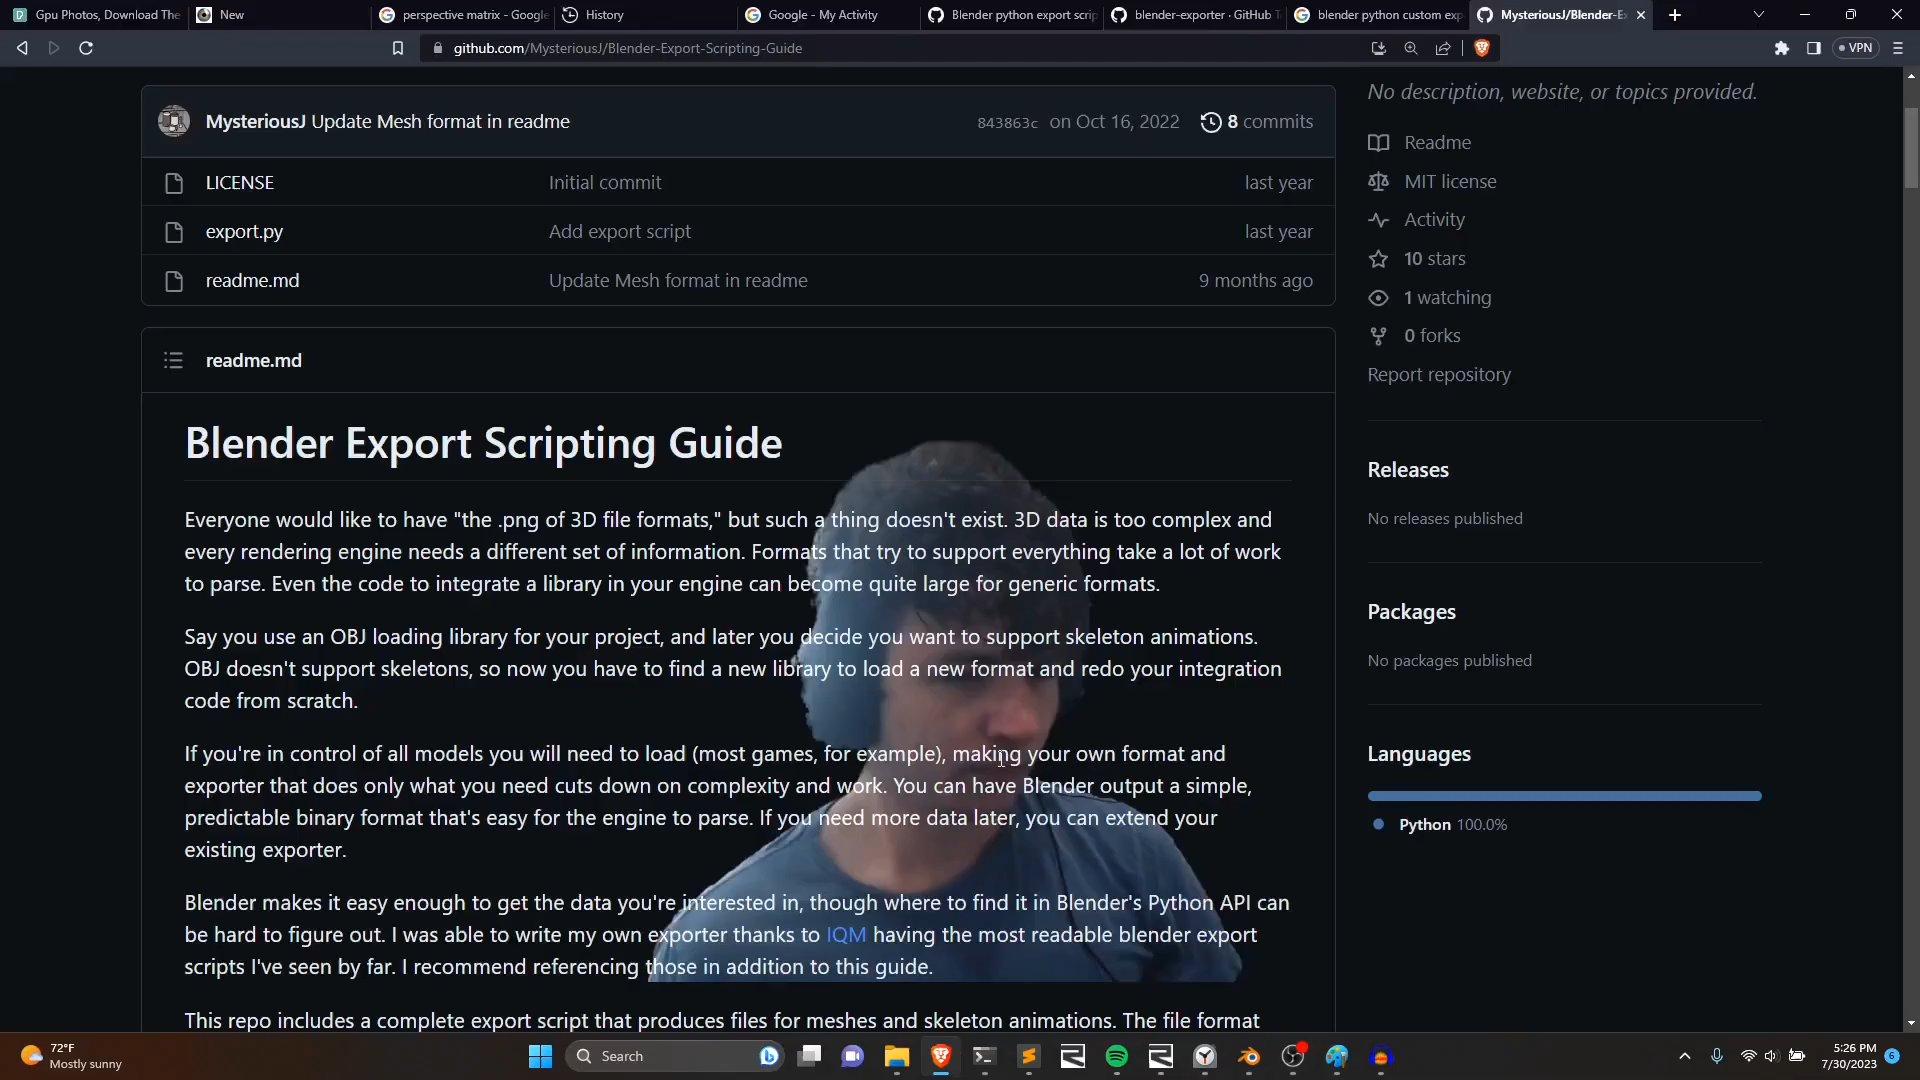 Gpu Photos, Download The
New
perspective matrix - Google
History
Google - My Activity
Blender python export scrip
blender-exporter · GitHub T
blender python custom exp
MysteriousJ/Blender-E
github.com/MysteriousJ/Blender-Export-Scripting-Guide
VPN
MysteriousJ Update Mesh format in readme
843863c on Oct 16, 2022
8 commits
LICENSE
Initial commit
last year
export.py
Add export script
last year
readme.md
Update Mesh format in readme
9 months ago
readme.md
Blender Export Scripting Guide
Everyone would like to have "the .png of 3D file formats," but such a thing doesn't exist. 3D data is too complex and
every rendering engine needs a different set of information. Formats that try to support everything take a lot of work
to parse. Even the code to integrate a library in your engine can become quite large for generic formats.
Say you use an OBJ loading library for your project, and later you decide you want to support skeleton animations.
OBJ doesn't support skeletons, so now you have to find a new library to load a new format and redo your integration
code from scratch.
If you're in control of all models you will need to load (most games, for example), making your own format and
exporter that does only what you need cuts down on complexity and work. You can have Blender output a simple,
predictable binary format that's easy for the engine to parse. If you need more data later, you can extend your
existing exporter.
Blender makes it easy enough to get the data you're interested in, though where to find it in Blender's Python API can
be hard to figure out. I was able to write my own exporter thanks to IQM having the most readable blender export
scripts I've seen by far. I recommend referencing those in addition to this guide.
This repo includes a complete export script that produces files for meshes and skeleton animations. The file format
No description, website, or topics provided.
Readme
MIT license
Activity
10 stars
1 watching
0 forks
Report repository
Releases
No releases published
Packages
No packages published
Languages
Python 100.0%
72°F
Mostly sunny
Search
5:26 PM
7/30/2023
6